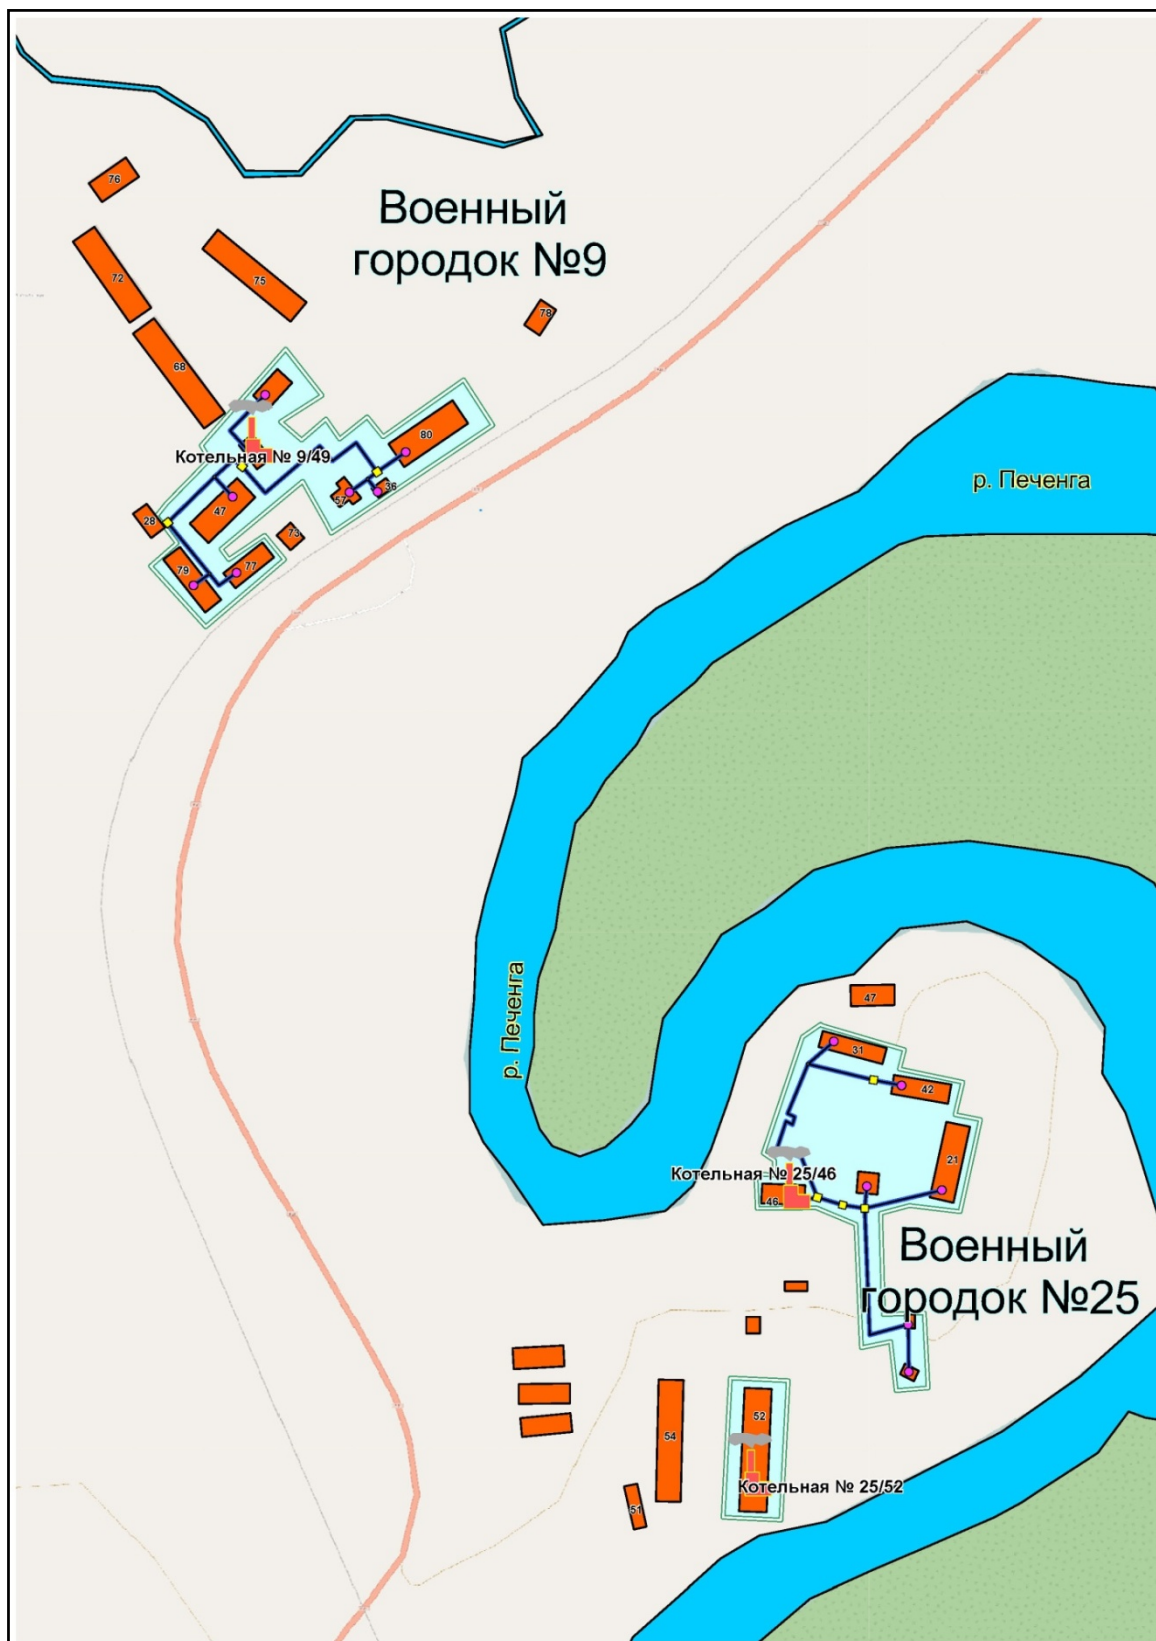 76
Военный
городок №9
72
75
78
68
80
Котельная № 9/49
57
36
47
28
73
79
77
р. Печенга
р. Печенга
47
31
42
21
Котельная № 25/46
46
Военный
городок №25
52
54
Котельная № 25/52
51